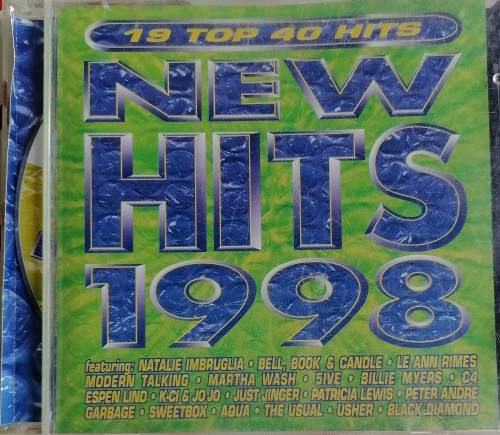 19 TOP 40 HITS
NEW
HITS
1998
featuring: NATALIE IMBRUGLIA • BELL, BOOK & CANDLE • LE ANN RIMES
MODERN TALKING • MARTHA WASH • 5IVE • BILLIE MYERS • C4
ESPEN LIND • K-CI & JO JO • JUST JINGER • PATRICIA LEWIS • PETER ANDRE
GARBAGE • SWEETBOX • AQUA • THE USUAL • USHER • BLACK DIAMOND